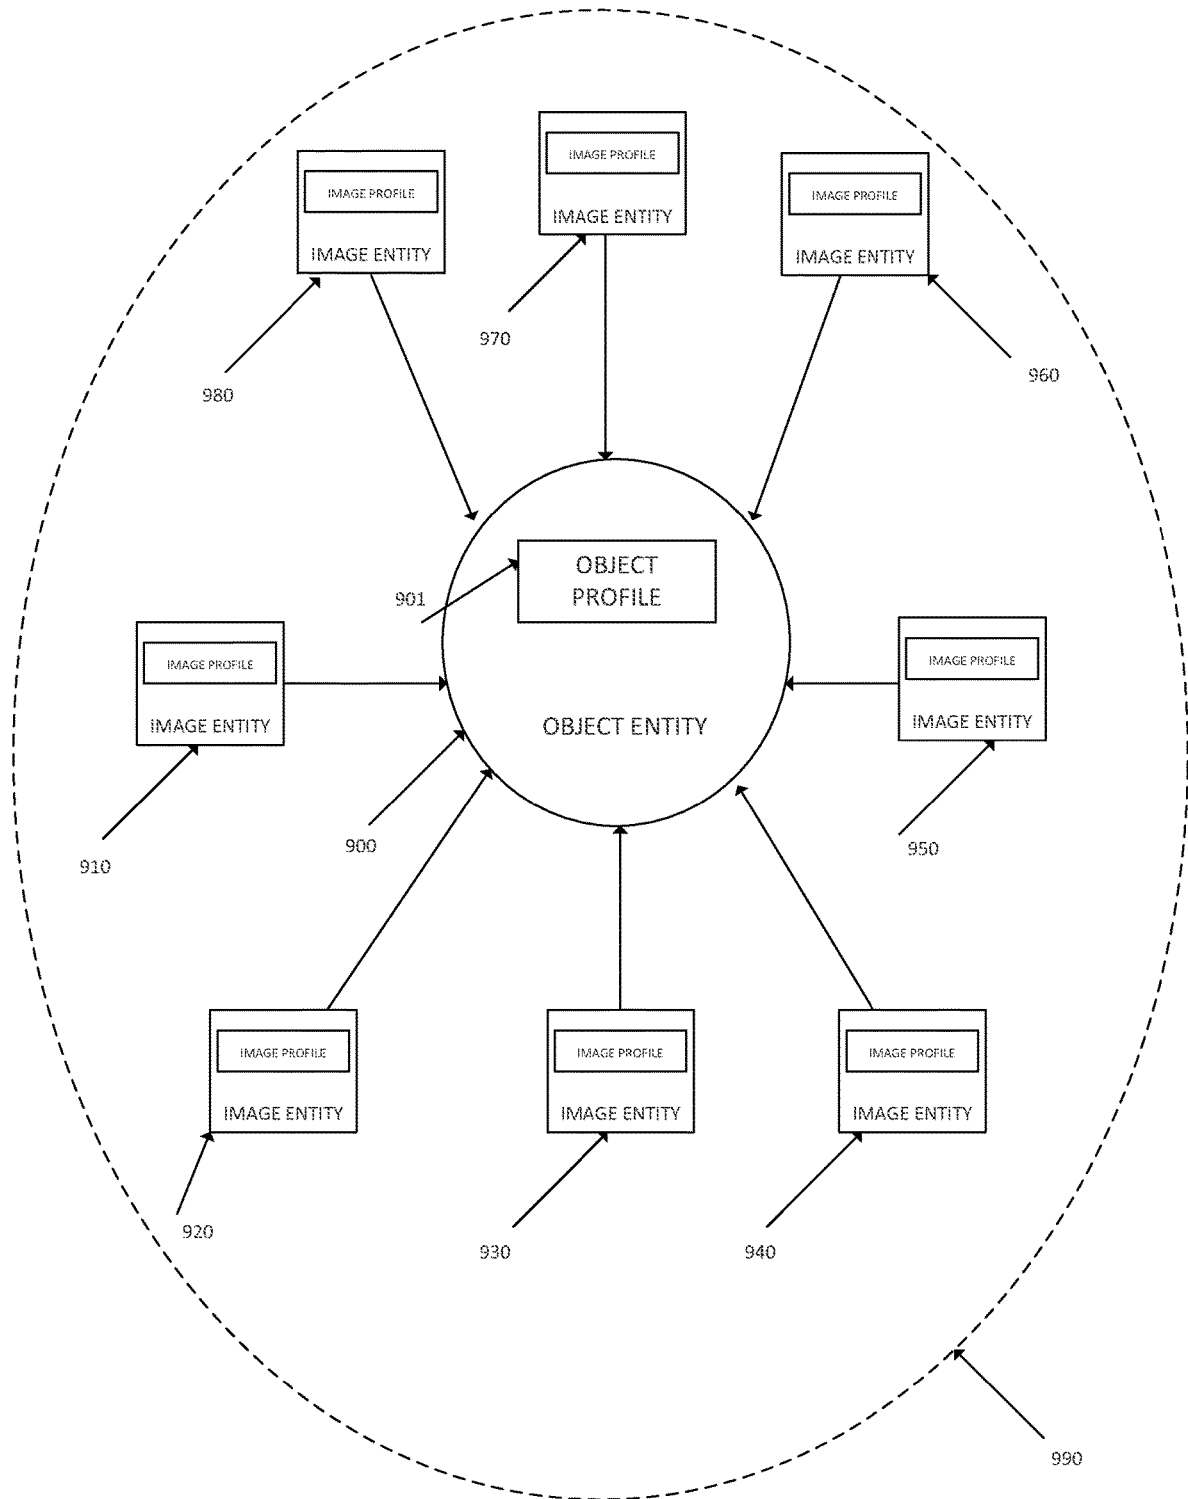 IMAGE PROFILE
IMAGE ENTITY
970
IMAGE PROFILE
IMAGE ENTITY
980
IMAGE PROFILE
IMAGE ENTITY
960
OBJECT
PROFILE
901
OBJECT ENTITY
900
IMAGE PROFILE
IMAGE ENTITY
910
IMAGE PROFILE
IMAGE ENTITY
950
IMAGE PROFILE
IMAGE ENTITY
920
IMAGE PROFILE
IMAGE ENTITY
930
IMAGE PROFILE
IMAGE ENTITY
940
990